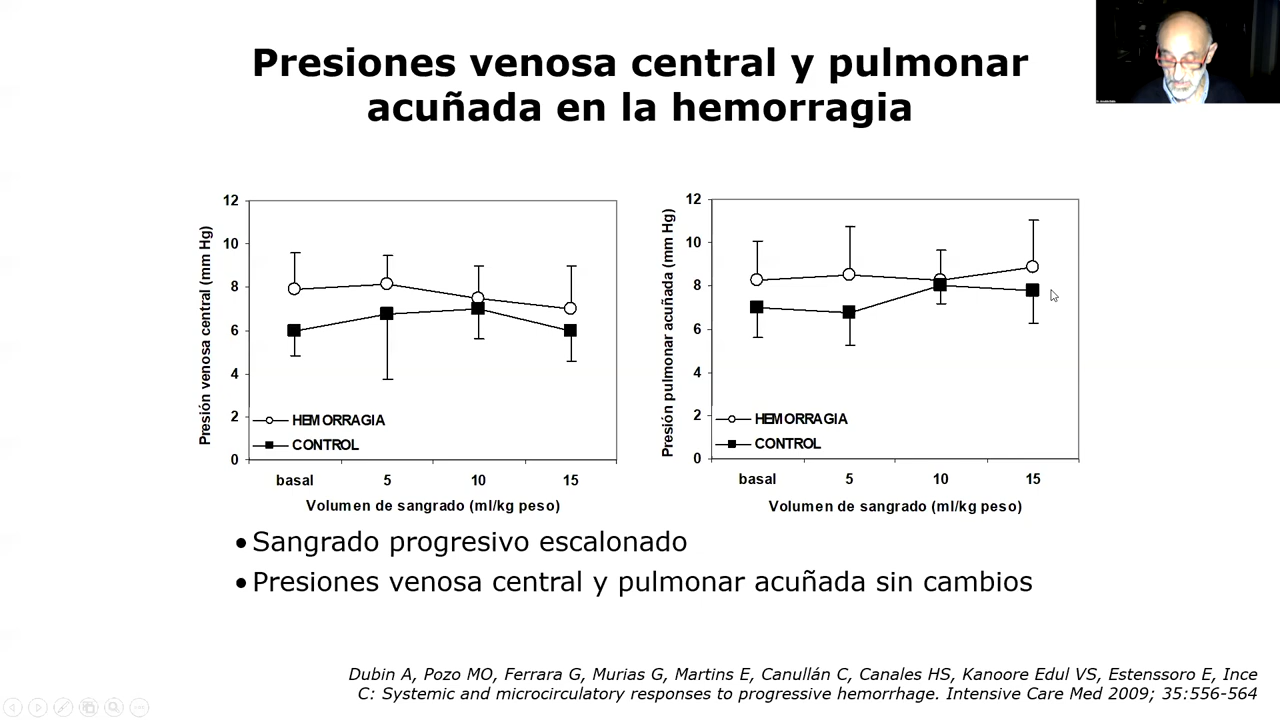 Presiones venosa central y pulmonar
acuñada en la hemorragia
Presión venosa central (mm Hg)
12
10
8
6
4
2
0
HEMORRAGIA
CONTROL
basal 5 10 15
Volumen de sangrado (ml/kg peso)
Presión pulmonar acuñada (mm Hg)
12
10
8
6
4
2
0
HEMORRAGIA
CONTROL
basal 5 10 15
Volumen de sangrado (ml/kg peso)
• Sangrado progresivo escalonado
• Presiones venosa central y pulmonar acuñada sin cambios
Dubin A, Pozo MO, Ferrara G, Murias G, Martins E, Canullán C, Canales HS, Kanoore Edul VS, Estenssoro E, Ince
C: Systemic and microcirculatory responses to progressive hemorrhage. Intensive Care Med 2009; 35:556-564